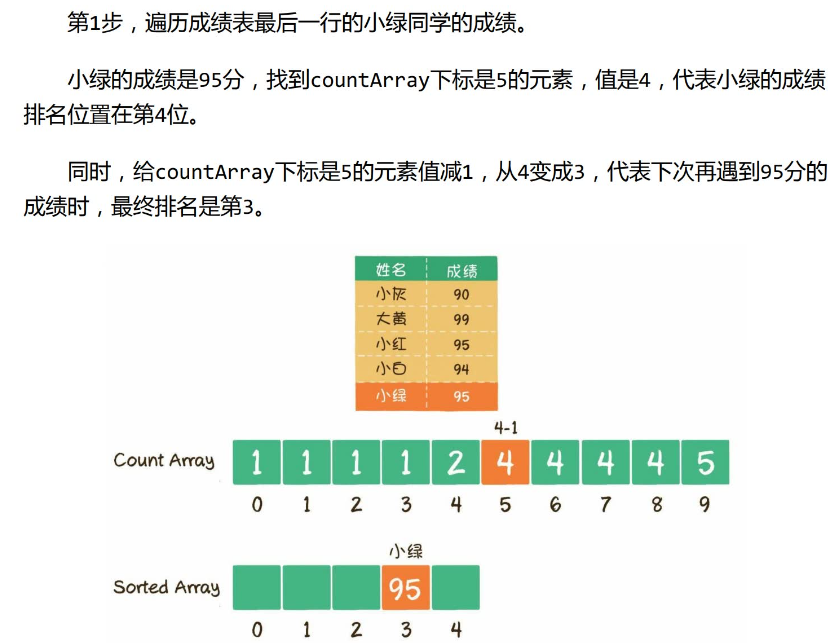 第1步，遍历成绩表最后一行的小绿同学的成绩。
小绿的成绩是95分，找到countArray下标是5的元素，值是4，代表小绿的成绩
排名位置在第4位。
同时，给countArray下标是5的元素值减1，从4变成3，代表下次再遇到95分的
成绩时，最终排名是第3。
姓名 成绩
小灰 90
大黄 99
小红 95
小白 94
小绿 95
4-1
Count Array 1 1 1 1 2 4 4 4 4 5
0 1 2 3 4 5 6 7 8 9
小绿
Sorted Array 95
0 1 2 3 4